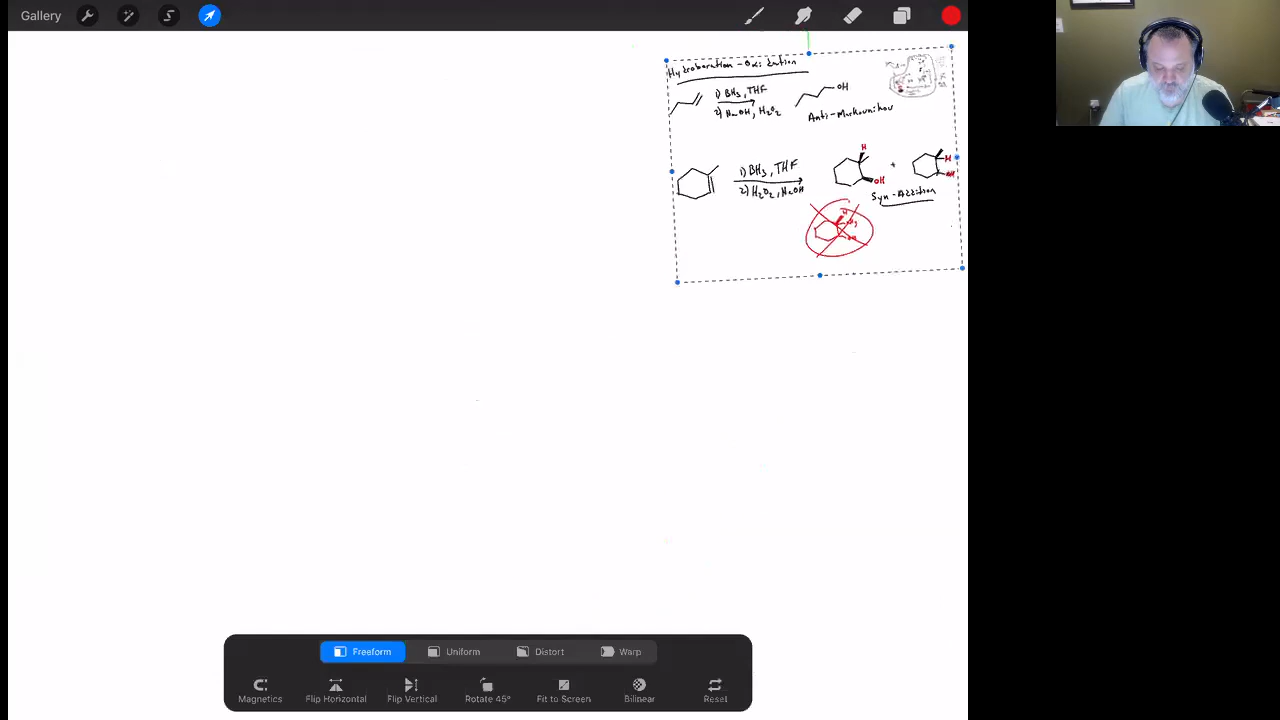 Gallery
Hydroboration-Oxidation
1) BH3, THF
2) NaOH, H2O2
OH
Anti-Markovnikov
1) BH3, THF
2) H2O2, NaOH
H
OH
+
H
OH
Syn-Addition
Freeform
Uniform
Distort
Warp
Magnetics
Flip Horizontal
Flip Vertical
Rotate 45°
Fit to Screen
Bilinear
Reset